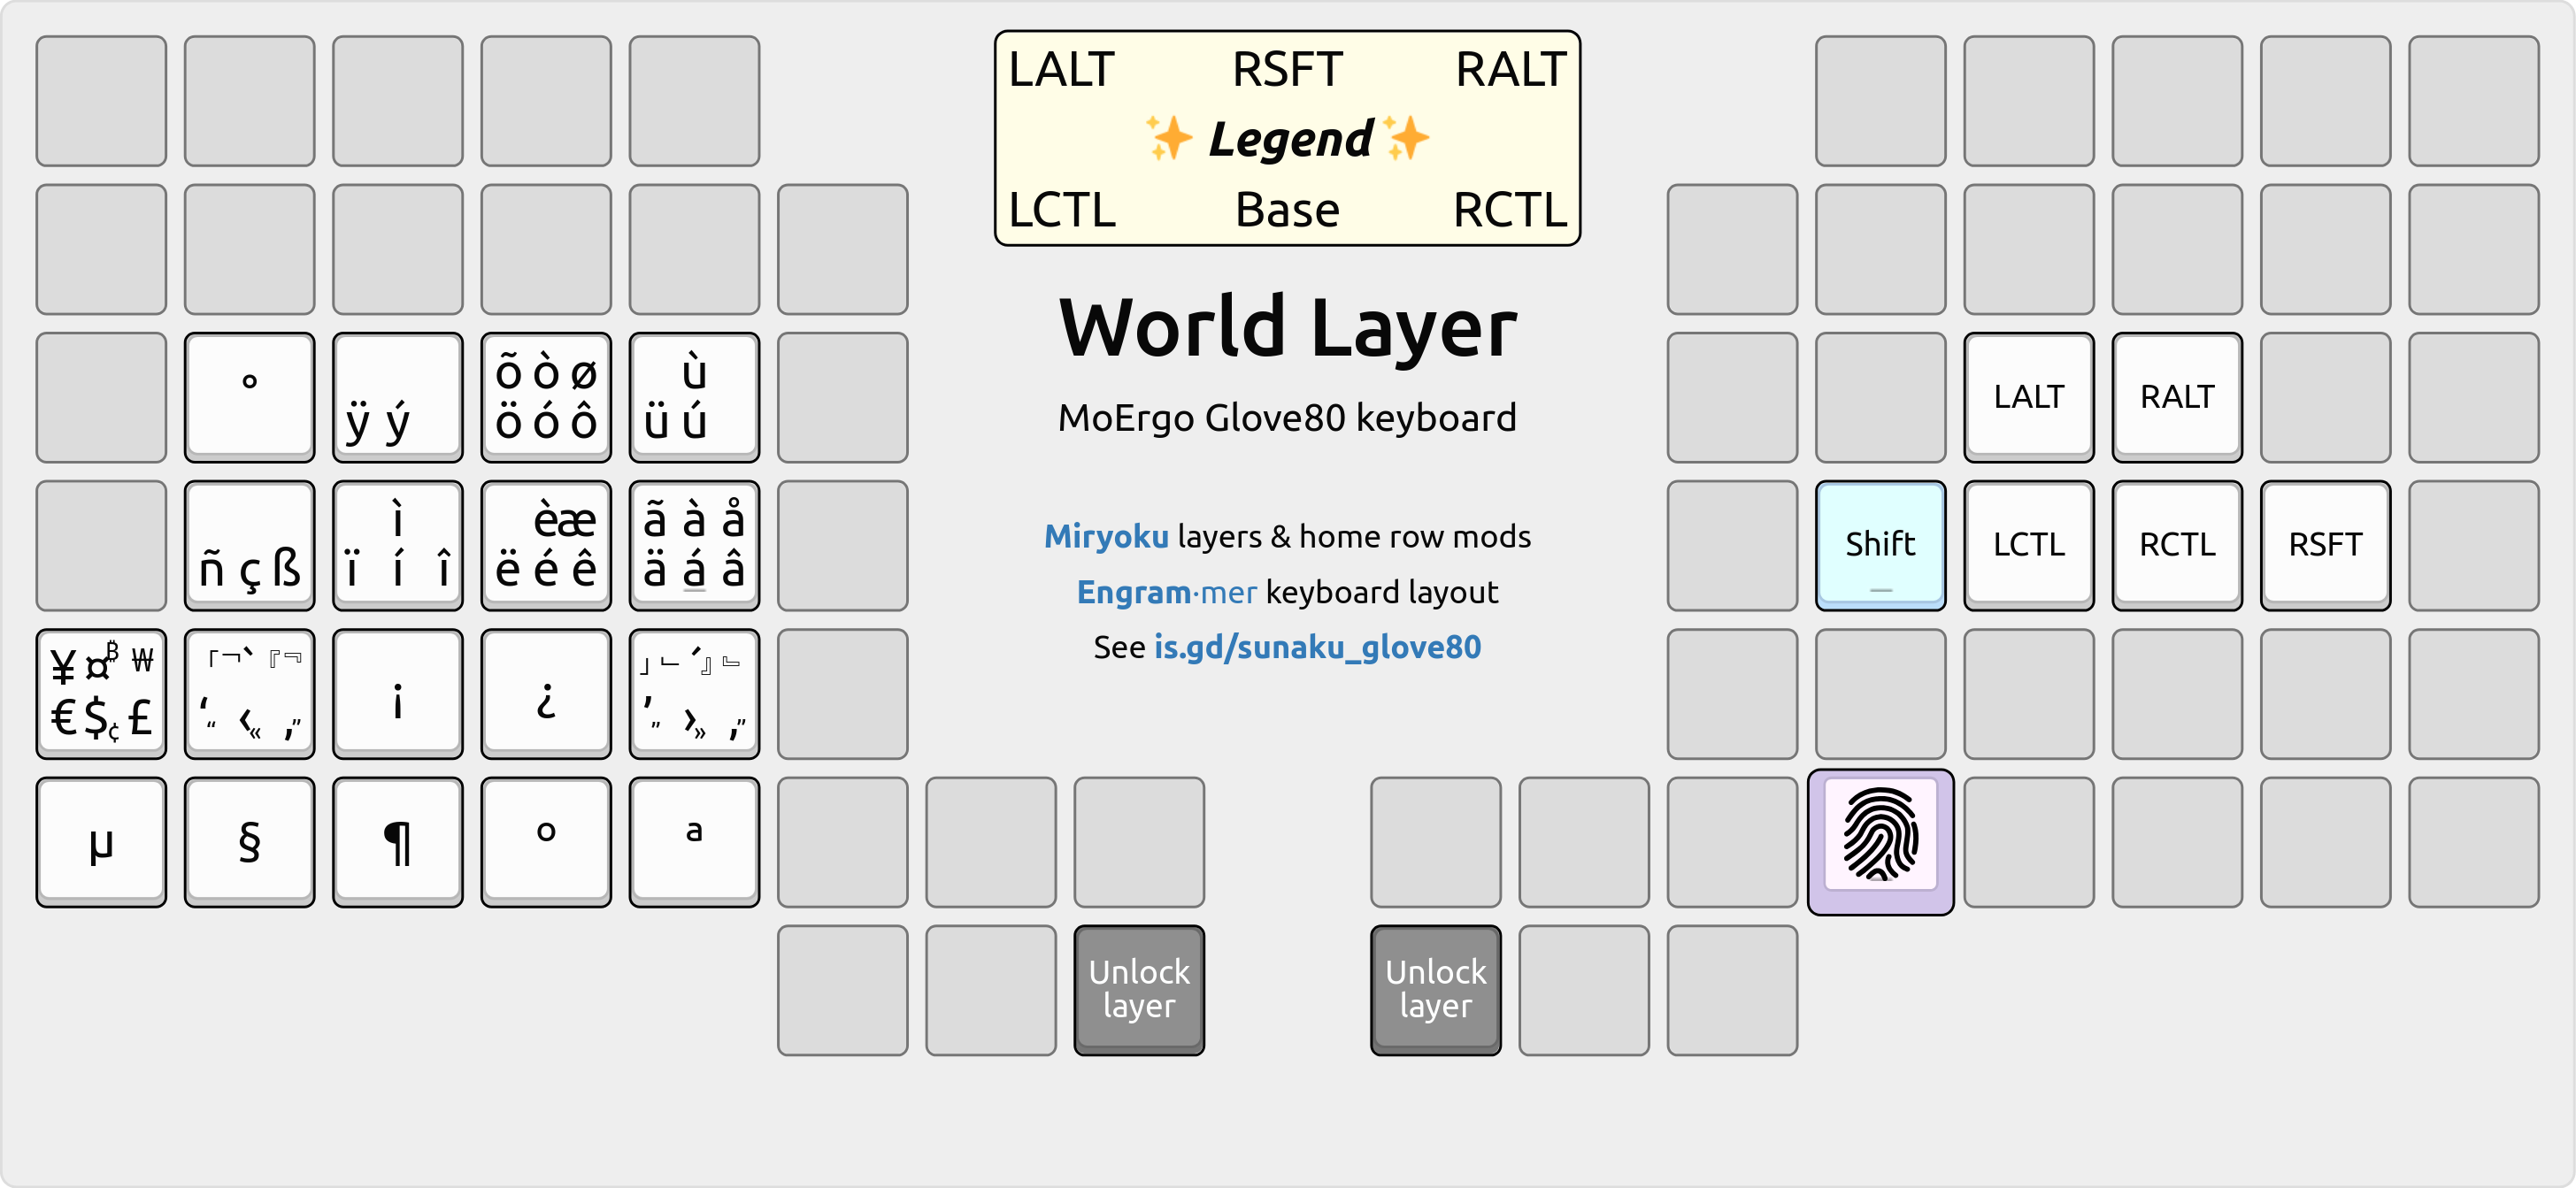 LALT RSFT RALT
✨ Legend ✨
LCTL Base RCTL
World Layer
MoErgo Glove80 keyboard
Miryoku layers & home row mods
Engram·mer keyboard layout
See is.gd/sunaku_glove80
°
ÿ ý
õ ò ø
ö ó ô
ù
ü ú
LALT
RALT
ñ ç ß
ì
ï í î
è æ
ë é ê
ã à å
ä á â
Shift
LCTL
RCTL
RSFT
¥ ¤ ₿ ₩
€ $ ¢ £
「 ﹁ ` 『 ﹃
‘ “ ‹ « ‚ „
¡
¿
」 ﹂ ´ 』 ﹄
’ ” › » ‚ „
µ
§
¶
º
ª
Unlock
layer
Unlock
layer